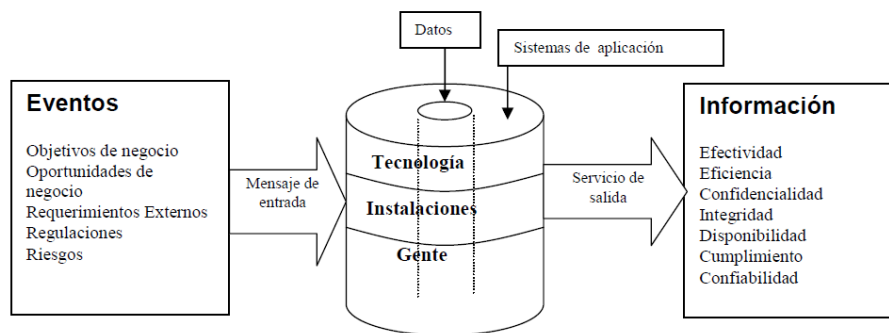 Datos
Sistemas de aplicación
Eventos
Objetivos de negocio
Oportunidades de
negocio
Requerimientos Externos
Regulaciones
Riesgos
Mensaje de
entrada
Tecnología
Instalaciones
Gente
Servicio de
salida
Información
Efectividad
Eficiencia
Confidencialidad
Integridad
Disponibilidad
Cumplimiento
Confiabilidad